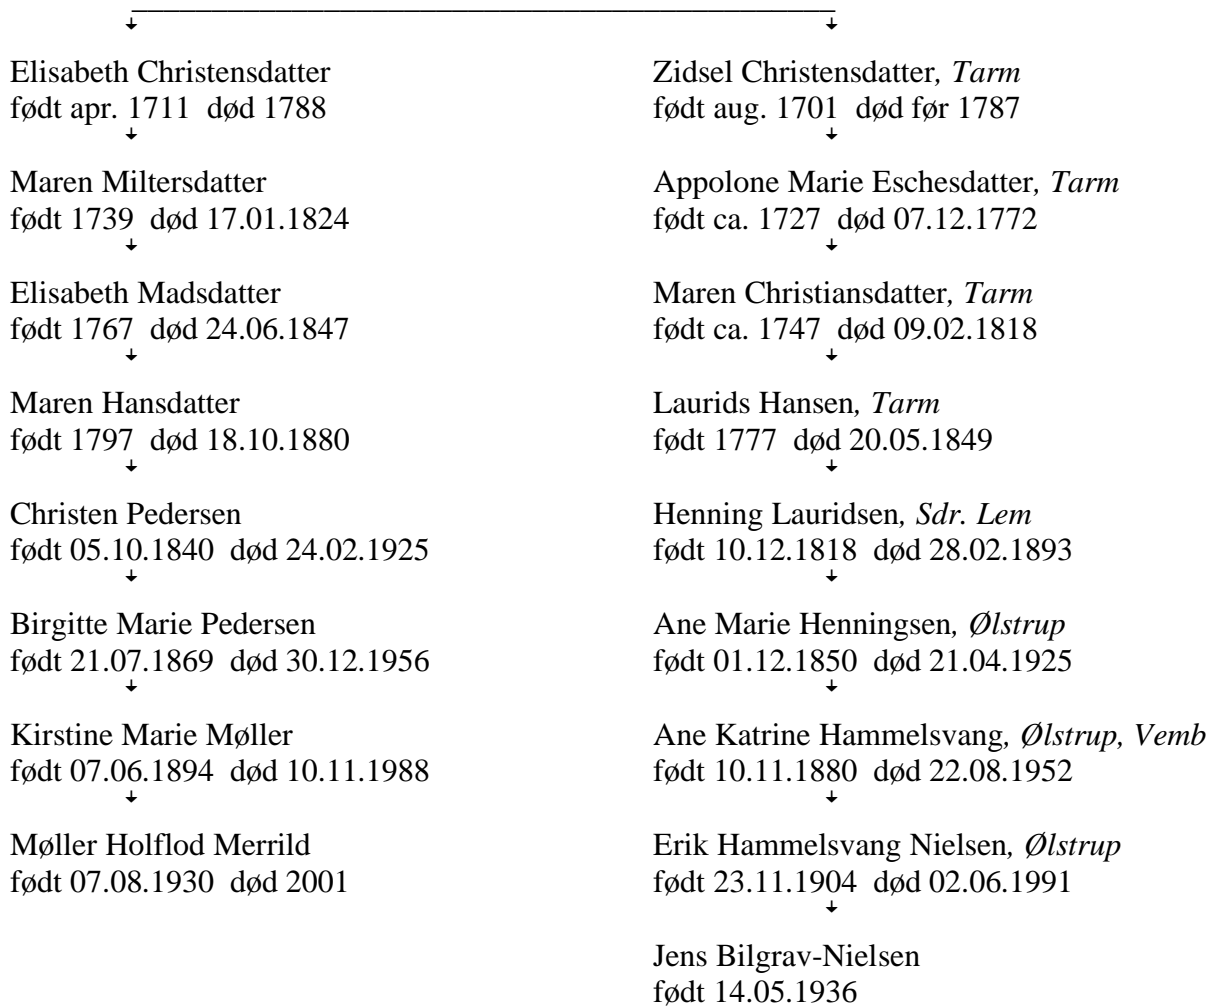 Elisabeth Christensdatter
født apr. 1711 død 1788
Maren Miltersdatter
født 1739 død 17.01.1824
Elisabeth Madsdatter
født 1767 død 24.06.1847
Maren Hansdatter
født 1797 død 18.10.1880
Christen Pedersen
født 05.10.1840 død 24.02.1925
Birgitte Marie Pedersen
født 21.07.1869 død 30.12.1956
Kirstine Marie Møller
født 07.06.1894 død 10.11.1988
Møller Holflod Merrild
født 07.08.1930 død 2001
Zidsel Christensdatter, Tarm
født aug. 1701 død før 1787
Appolone Marie Eschesdatter, Tarm
født ca. 1727 død 07.12.1772
Maren Christiansdatter, Tarm
født ca. 1747 død 09.02.1818
Laurids Hansen, Tarm
født 1777 død 20.05.1849
Henning Lauridsen, Sdr. Lem
født 10.12.1818 død 28.02.1893
Ane Marie Henningsen, Ølstrup
født 01.12.1850 død 21.04.1925
Ane Katrine Hammelsvang, Ølstrup, Vemb
født 10.11.1880 død 22.08.1952
Erik Hammelsvang Nielsen, Ølstrup
født 23.11.1904 død 02.06.1991
Jens Bilgrav-Nielsen
født 14.05.1936